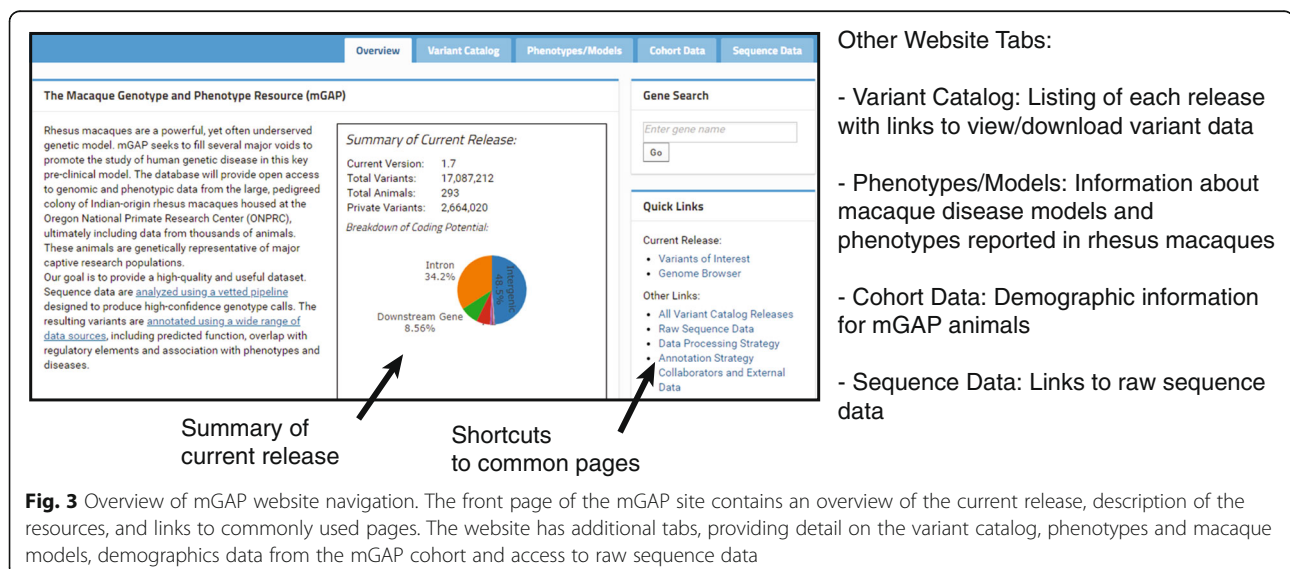 Overview
Variant Catalog
Phenotypes/Models
Cohort Data
Sequence Data
The Macaque Genotype and Phenotype Resource (mGAP)
Rhesus macaques are a powerful, yet often underserved
genetic model. mGAP seeks to fill several major voids to
promote the study of human genetic disease in this key
pre-clinical model. The database will provide open access
to genomic and phenotypic data from the large, pedigreed
colony of Indian-origin rhesus macaques housed at the
Oregon National Primate Research Center (ONPRC),
ultimately including data from thousands of animals.
These animals are genetically representative of major
captive research populations.
Our goal is to provide a high-quality and useful dataset.
Sequence data are analyzed using a vetted pipeline
designed to produce high-confidence genotype calls. The
resulting variants are annotated using a wide range of
data sources, including predicted function, overlap with
regulatory elements and association with phenotypes and
diseases.
Summary of Current Release:
Current Version: 1.7
Total Variants: 17,087,212
Total Animals: 293
Private Variants: 2,664,020
Breakdown of Coding Potential:
Intron
34.2%
Intergenic
48.5%
Downstream Gene
8.56%
Gene Search
Enter gene name
Go
Quick Links
Current Release:
• Variants of Interest
• Genome Browser
Other Links:
• All Variant Catalog Releases
• Raw Sequence Data
• Data Processing Strategy
• Annotation Strategy
Collaborators and External
Data
Summary of
current release
Shortcuts
to common pages
Other Website Tabs:
- Variant Catalog: Listing of each release
with links to view/download variant data
- Phenotypes/Models: Information about
macaque disease models and
phenotypes reported in rhesus macaques
- Cohort Data: Demographic information
for mGAP animals
- Sequence Data: Links to raw sequence
data
Fig. 3 Overview of mGAP website navigation. The front page of the mGAP site contains an overview of the current release, description of the
resources, and links to commonly used pages. The website has additional tabs, providing detail on the variant catalog, phenotypes and macaque
models, demographics data from the mGAP cohort and access to raw sequence data